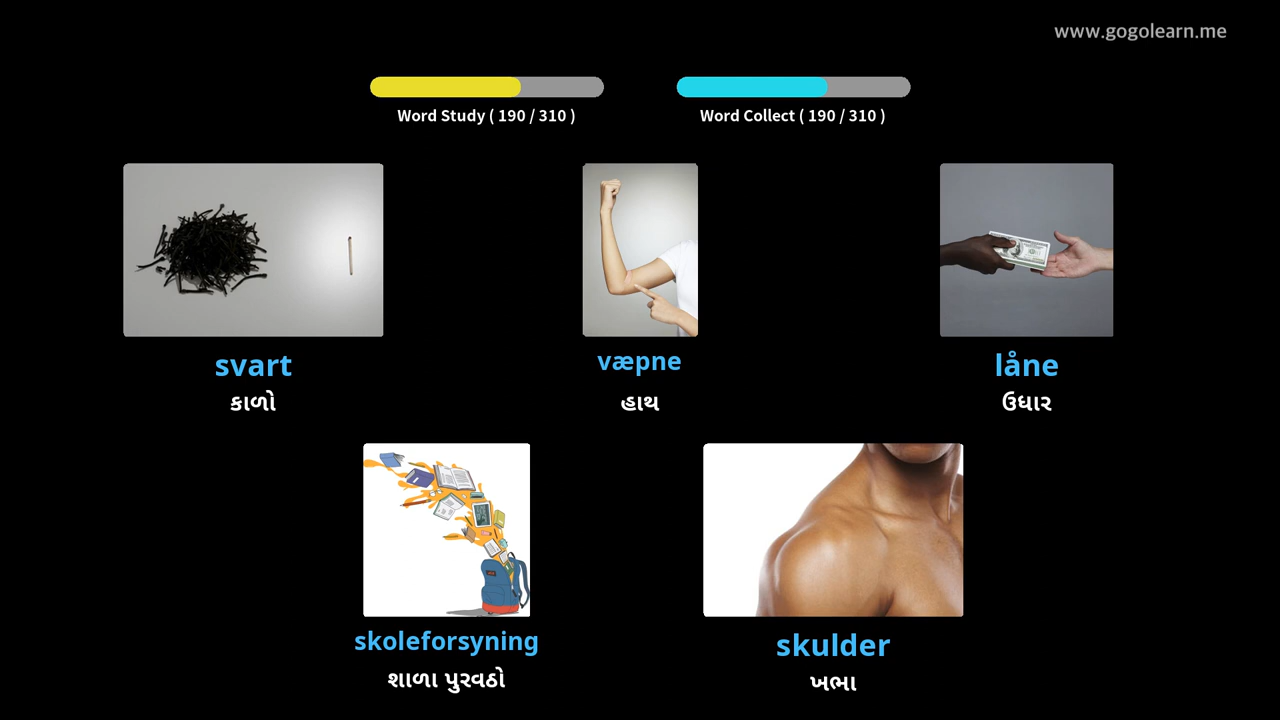 www.gogolearn.me
Word Study ( 190 / 310 )
Word Collect ( 190 / 310 )
svart
કાળો
væpne
હાથ
låne
ઉધાર
skoleforsyning
શાળા પુરવઠો
skulder
ખભા